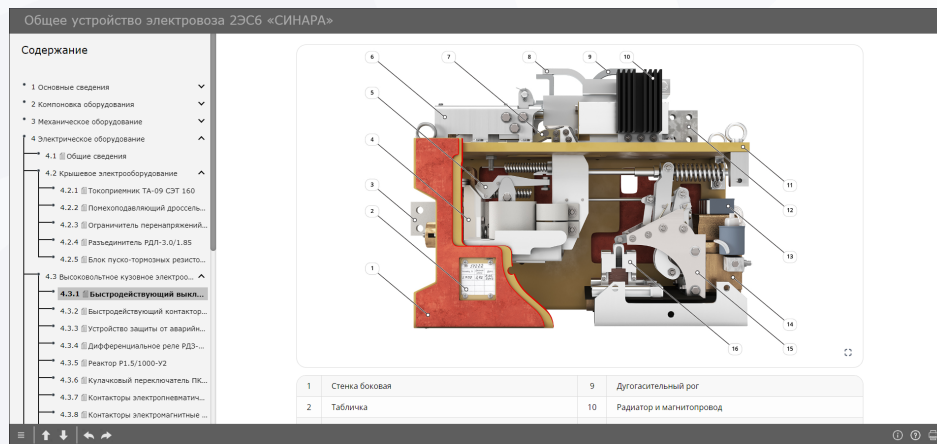 Общее устройство электровоза 2ЭС6 «СИНАРА»
Содержание
1 Основные сведения
2 Компоновка оборудования
3 Механическое оборудование
4 Электрическое оборудование
4.1 Общие сведения
4.2 Крышевое электрооборудование
4.2.1 Токоприемник ТА-09 СЭТ 160
4.2.2 Помехоподавляющий дроссель...
4.2.3 Ограничитель перенапряжений...
4.2.4 Разъединитель РДЛ-3.0/1.85
4.2.5 Блок пуско-тормозных резисто...
4.3 Высоковольтное кузовное электроо...
4.3.1 Быстродействующий выкл...
4.3.2 Быстродействующий контактор...
4.3.3 Устройство защиты от аварийн...
4.3.4 Дифференциальное реле РДЗ-...
4.3.5 Реактор Р1.5/1000-У2
4.3.6 Кулачковый переключатель ПК...
4.3.7 Контакторы электропневматич...
4.3.8 Контакторы электромагнитные ...
6
7
8
9
10
5
4
3
2
1
11
12
13
14
15
16
1 Стенка боковая 9 Дугогасительный рог
2 Табличка 10 Радиатор и магнитопровод